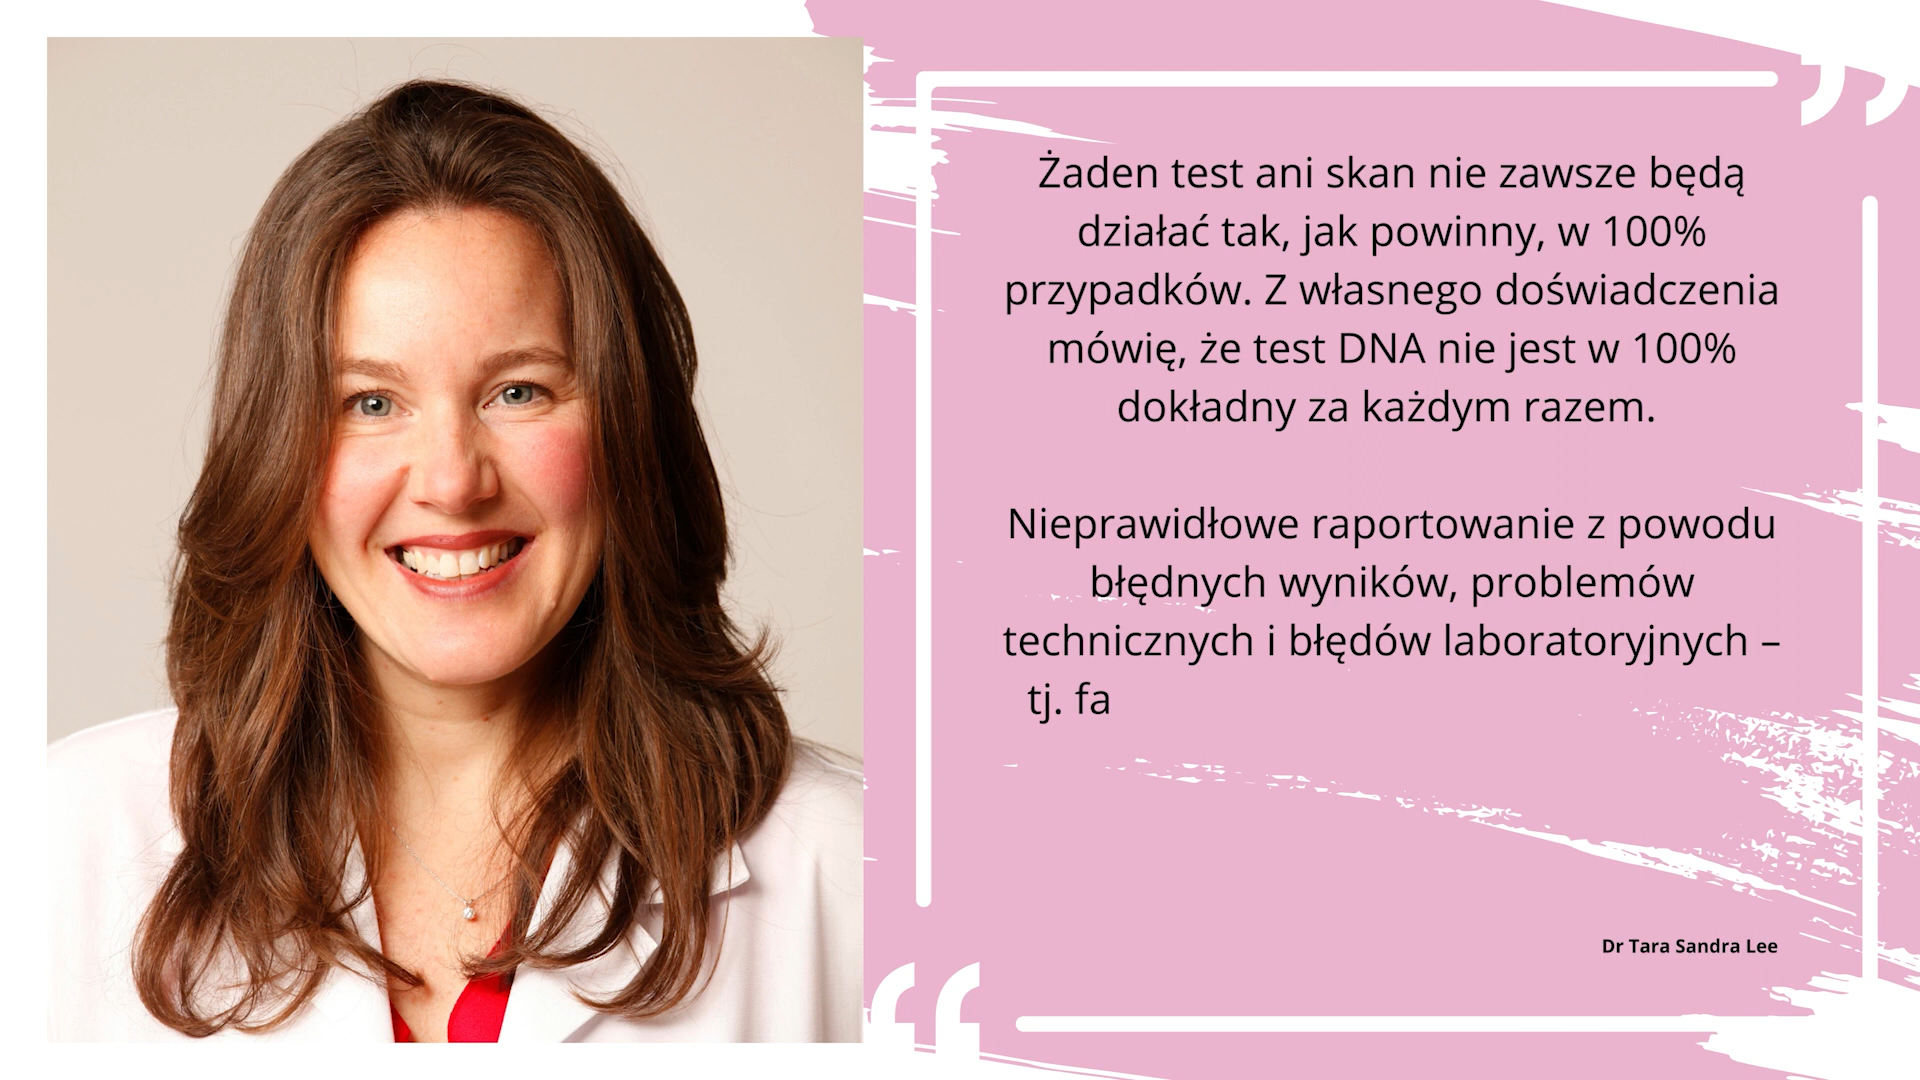 Żaden test ani skan nie zawsze będą
działać tak, jak powinny, w 100%
przypadków. Z własnego doświadczenia
mówię, że test DNA nie jest w 100%
dokładny za każdym razem.
Nieprawidłowe raportowanie z powodu
błędnych wyników, problemów
technicznych i błędów laboratoryjnych –
tj. fa
Dr Tara Sandra Lee